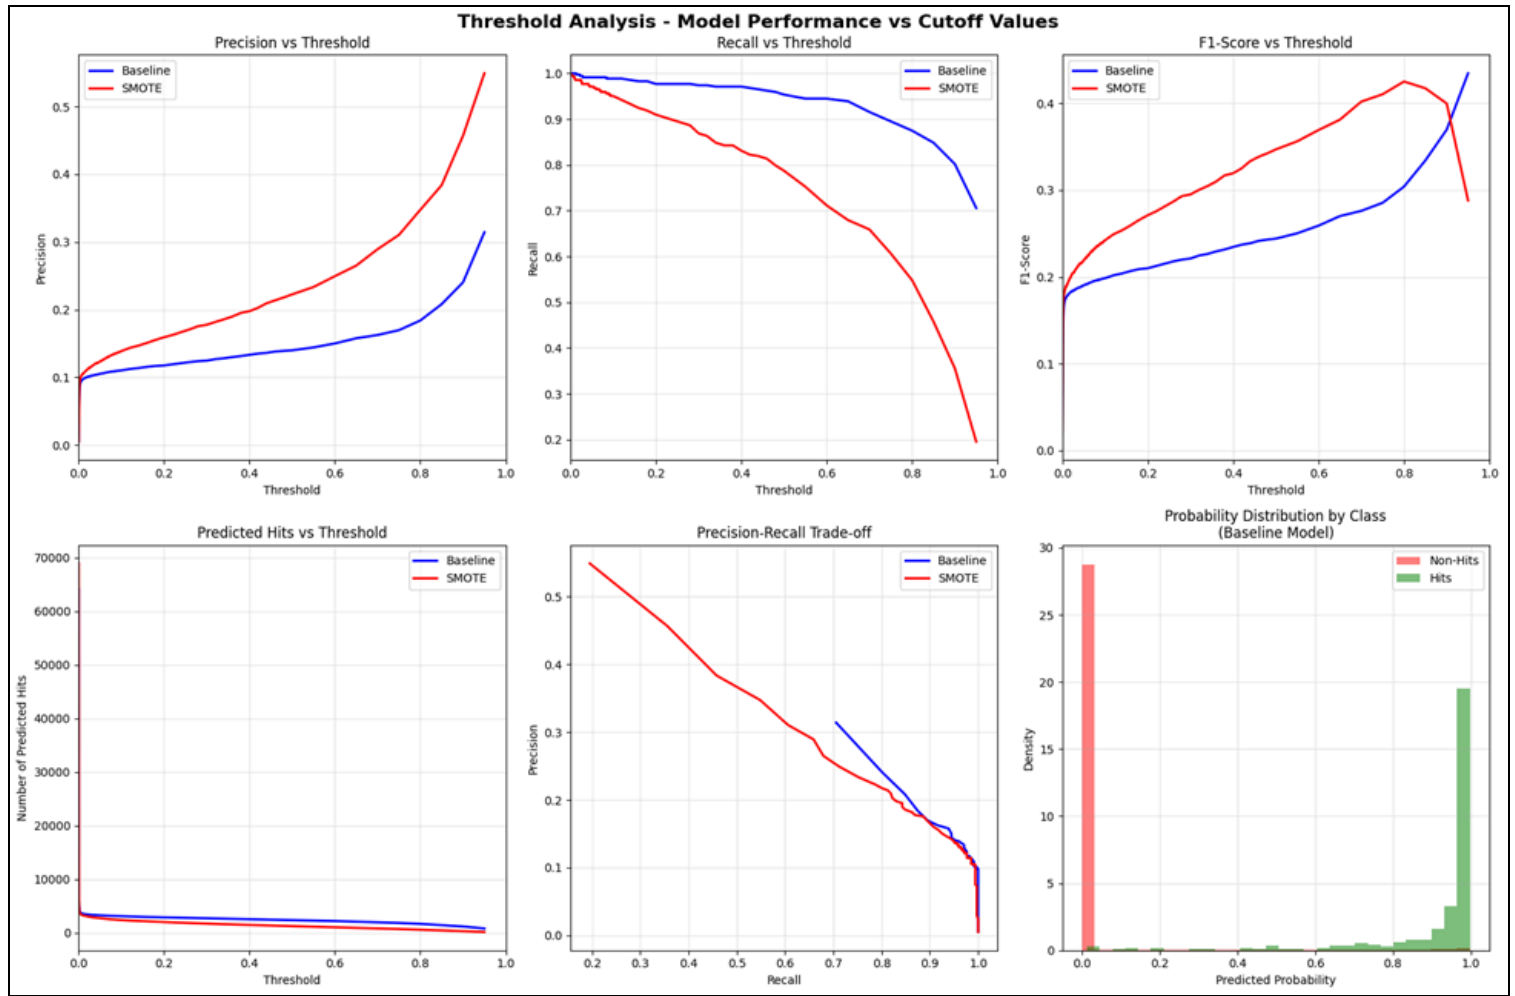 Threshold Analysis - Model Performance vs Cutoff Values
Precision vs Threshold
Baseline
SMOTE
Precision
0.5
0.4
0.3
0.2
0.1
0.0
0.0 0.2 0.4 0.6 0.8 1.0
Threshold
Recall vs Threshold
Baseline
SMOTE
Recall
1.0
0.9
0.8
0.7
0.6
0.5
0.4
0.3
0.2
0.0 0.2 0.4 0.6 0.8 1.0
Threshold
F1-Score vs Threshold
Baseline
SMOTE
F1-Score
0.4
0.3
0.2
0.1
0.0
0.0 0.2 0.4 0.6 0.8 1.0
Threshold
Predicted Hits vs Threshold
Baseline
SMOTE
Number of Predicted Hits
70000
60000
50000
40000
30000
20000
10000
0
0.0 0.2 0.4 0.6 0.8 1.0
Threshold
Precision-Recall Trade-off
Baseline
SMOTE
Precision
0.5
0.4
0.3
0.2
0.1
0.0
0.2 0.3 0.4 0.5 0.6 0.7 0.8 0.9 1.0
Recall
Probability Distribution by Class
(Baseline Model)
Non-Hits
Hits
Density
30
25
20
15
10
5
0
0.0 0.2 0.4 0.6 0.8 1.0
Predicted Probability